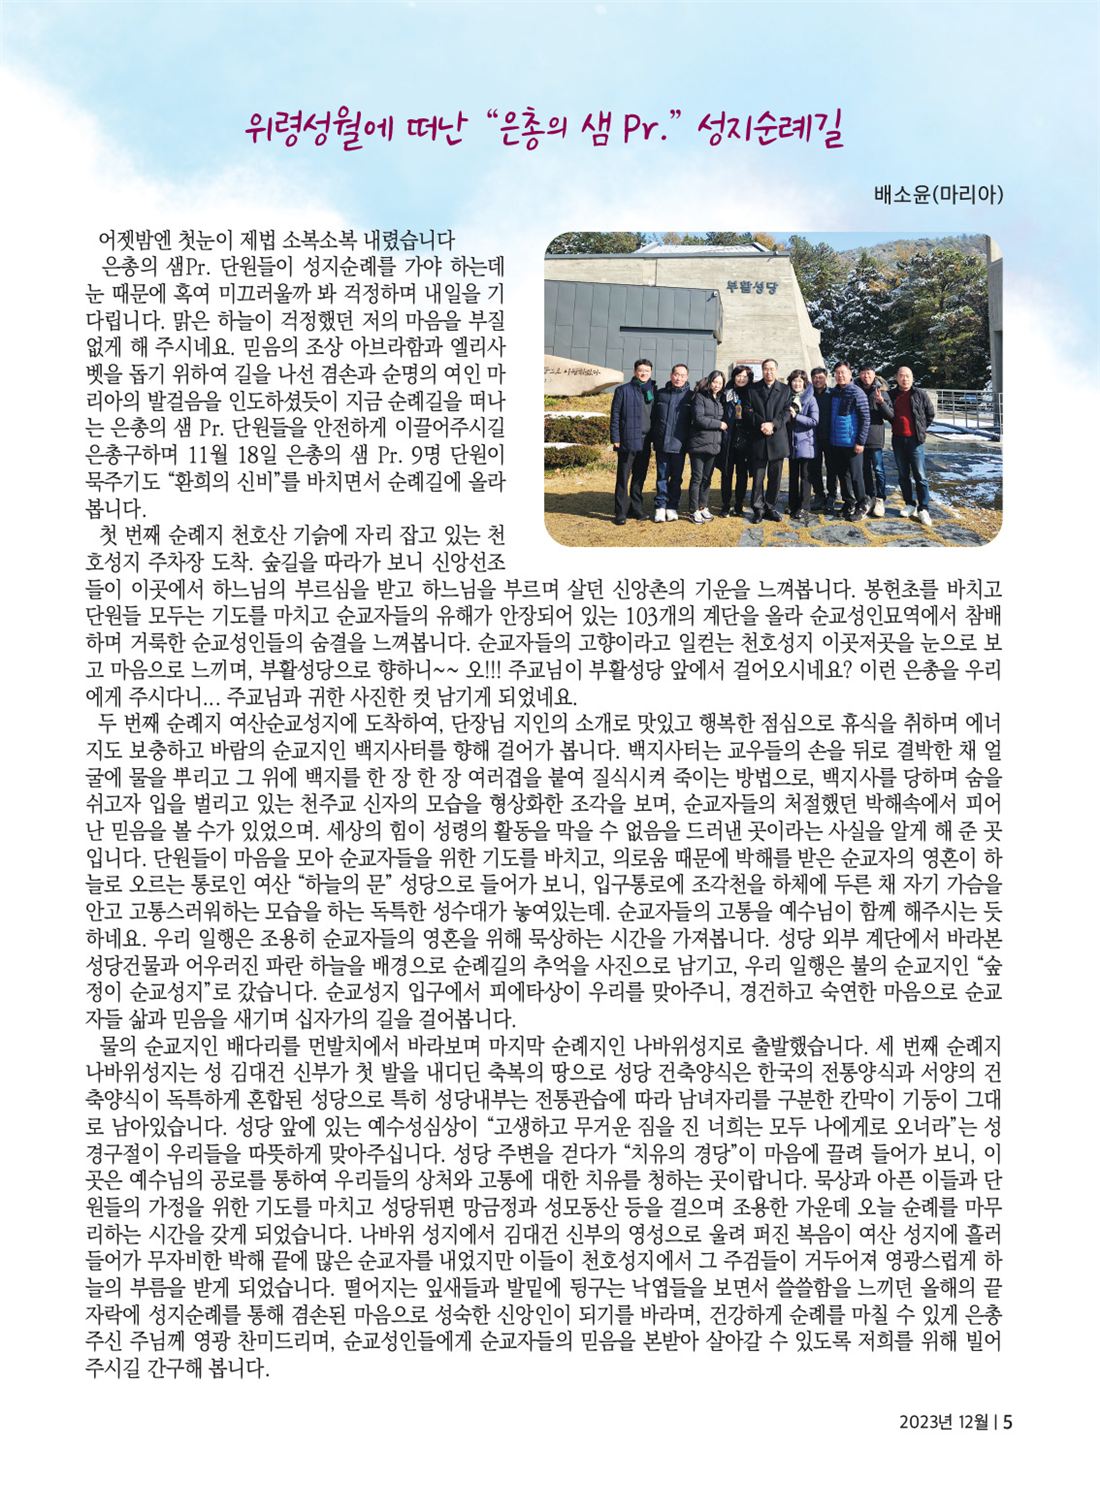 위령성월에 떠난 “은총의 샘 Pr.” 성지순례길
배소윤(마리아)
어젯밤엔 첫눈이 제법 소복소복 내렸습니다
은총의 샘Pr. 단원들이 성지순례를 가야 하는데
눈 때문에 혹여 미끄러울까 봐 걱정하며 내일을 기
다립니다. 맑은 하늘이 걱정했던 저의 마음을 부질
없게 해 주시네요. 믿음의 조상 아브라함과 엘리사
벳을 돕기 위하여 길을 나선 겸손과 순명의 여인 마
리아의 발걸음을 인도하셨듯이 지금 순례길을 떠나
는 은총의 샘 Pr. 단원들을 안전하게 이끌어주시길
은총구하며 11월 18일 은총의 샘 Pr. 9명 단원이
묵주기도 “환희의 신비”를 바치면서 순례길에 올라
봅니다.
첫 번째 순례지 천호산 기슭에 자리 잡고 있는 천
호성지 주차장 도착. 숲길을 따라가 보니 신앙선조
들이 이곳에서 하느님의 부르심을 받고 하느님을 부르며 살던 신앙촌의 기운을 느껴봅니다. 봉헌초를 바치고
단원들 모두는 기도를 마치고 순교자들의 유해가 안장되어 있는 103개의 계단을 올라 순교성인묘역에서 참배
하며 거룩한 순교성인들의 숨결을 느껴봅니다. 순교자들의 고향이라고 일컫는 천호성지 이곳저곳을 눈으로 보
고 마음으로 느끼며, 부활성당으로 향하니~~ 오!!! 주교님이 부활성당 앞에서 걸어오시네요? 이런 은총을 우리
에게 주시다니... 주교님과 귀한 사진한 컷 남기게 되었네요.
두 번째 순례지 여산순교성지에 도착하여, 단장님 지인의 소개로 맛있고 행복한 점심으로 휴식을 취하며 에너
지도 보충하고 바람의 순교지인 백지사터를 향해 걸어가 봅니다. 백지사터는 교우들의 손을 뒤로 결박한 채 얼
굴에 물을 뿌리고 그 위에 백지를 한 장 한 장 여러겹을 붙여 질식시켜 죽이는 방법으로, 백지사를 당하며 숨을
쉬고자 입을 벌리고 있는 천주교 신자의 모습을 형상화한 조각을 보며, 순교자들의 처절했던 박해속에서 피어
난 믿음을 볼 수가 있었으며. 세상의 힘이 성령의 활동을 막을 수 없음을 드러낸 곳이라는 사실을 알게 해 준 곳
입니다. 단원들이 마음을 모아 순교자들을 위한 기도를 바치고, 의로움 때문에 박해를 받은 순교자의 영혼이 하
늘로 오르는 통로인 여산 “하늘의 문” 성당으로 들어가 보니, 입구통로에 조각천을 하체에 두른 채 자기 가슴을
안고 고통스러워하는 모습을 하는 독특한 성수대가 놓여있는데. 순교자들의 고통을 예수님이 함께 해주시는 듯
하네요. 우리 일행은 조용히 순교자들의 영혼을 위해 묵상하는 시간을 가져봅니다. 성당 외부 계단에서 바라본
성당건물과 어우러진 파란 하늘을 배경으로 순례길의 추억을 사진으로 남기고, 우리 일행은 불의 순교지인 “숲
정이 순교성지”로 갔습니다. 순교성지 입구에서 피에타상이 우리를 맞아주니, 경건하고 숙연한 마음으로 순교
자들 삶과 믿음을 새기며 십자가의 길을 걸어봅니다.
물의 순교지인 배다리를 먼발치에서 바라보며 마지막 순례지인 나바위성지로 출발했습니다. 세 번째 순례지
나바위성지는 성 김대건 신부가 첫 발을 내디딘 축복의 땅으로 성당 건축양식은 한국의 전통양식과 서양의 건
축양식이 독특하게 혼합된 성당으로 특히 성당내부는 전통관습에 따라 남녀자리를 구분한 칸막이 기둥이 그대
로 남아있습니다. 성당 앞에 있는 예수성심상이 “고생하고 무거운 짐을 진 너희는 모두 나에게로 오너라”는 성
경구절이 우리들을 따뜻하게 맞아주십니다. 성당 주변을 걷다가 “치유의 경당”이 마음에 끌려 들어가 보니, 이
곳은 예수님의 공로를 통하여 우리들의 상처와 고통에 대한 치유를 청하는 곳이랍니다. 묵상과 아픈 이들과 단
원들의 가정을 위한 기도를 마치고 성당뒤편 망금정과 성모동산 등을 걸으며 조용한 가운데 오늘 순례를 마무
리하는 시간을 갖게 되었습니다. 나바위 성지에서 김대건 신부의 영성으로 울려 퍼진 복음이 여산 성지에 흘러
들어가 무자비한 박해 끝에 많은 순교자를 내었지만 이들이 천호성지에서 그 주검들이 거두어져 영광스럽게 하
늘의 부름을 받게 되었습니다. 떨어지는 잎새들과 발밑에 뒹구는 낙엽들을 보면서 쓸쓸함을 느끼던 올해의 끝
자락에 성지순례를 통해 겸손된 마음으로 성숙한 신앙인이 되기를 바라며, 건강하게 순례를 마칠 수 있게 은총
주신 주님께 영광 찬미드리며, 순교성인들에게 순교자들의 믿음을 본받아 살아갈 수 있도록 저희를 위해 빌어
주시길 간구해 봅니다.
부활성당
2023년 12월 | 5